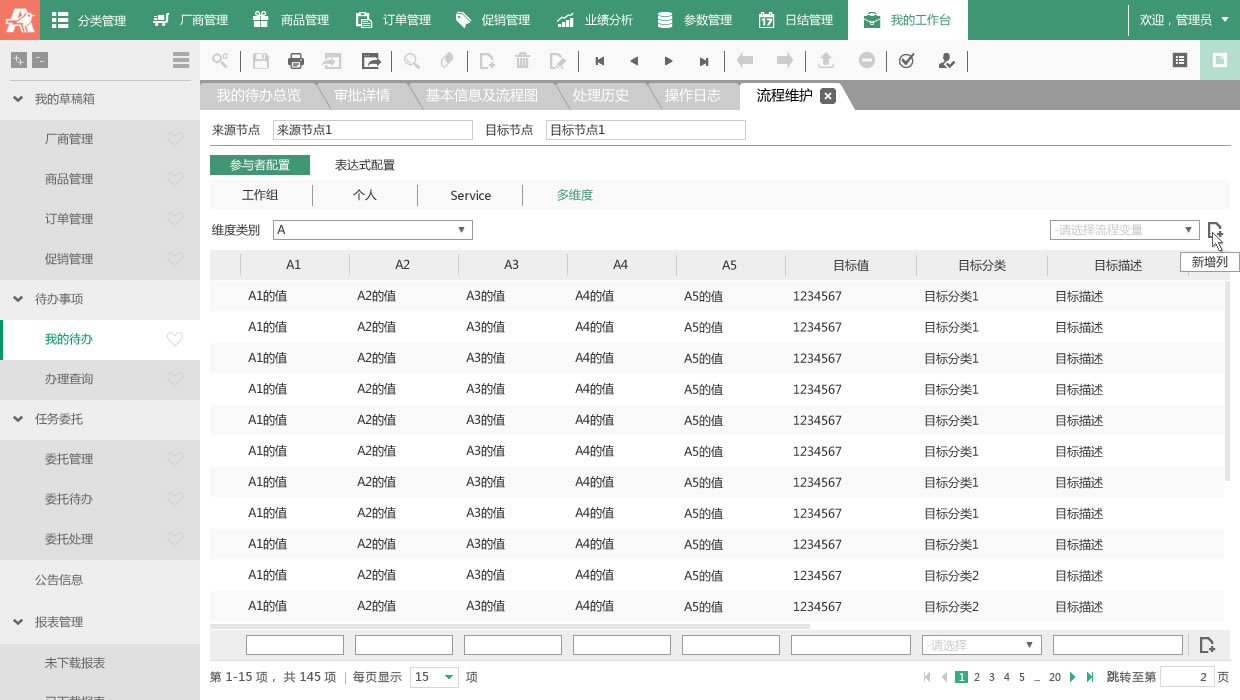 分类管理 厂商管理 商品管理 订单管理 促销管理 业绩分析 参数管理 日结管理 我的工作台 欢迎，管理员
我的待办总览 审批详情 基本信息及流程图 处理历史 操作日志 流程维护
我的草稿箱
厂商管理
商品管理
订单管理
促销管理
待办事项
我的待办
办理查询
任务委托
委托管理
委托待办
委托处理
公告信息
报表管理
未下载报表
已下载报表
来源节点 来源节点1 目标节点 目标节点1
参与者配置 表达式配置
工作组 个人 Service 多维度
维度类别 A -请选择流程变量
新增列
A1 A2 A3 A4 A5 目标值 目标分类 目标描述
A1的值 A2的值 A3的值 A4的值 A5的值 1234567 目标分类1 目标描述
A1的值 A2的值 A3的值 A4的值 A5的值 1234567 目标分类1 目标描述
A1的值 A2的值 A3的值 A4的值 A5的值 1234567 目标分类1 目标描述
A1的值 A2的值 A3的值 A4的值 A5的值 1234567 目标分类1 目标描述
A1的值 A2的值 A3的值 A4的值 A5的值 1234567 目标分类1 目标描述
A1的值 A2的值 A3的值 A4的值 A5的值 1234567 目标分类1 目标描述
A1的值 A2的值 A3的值 A4的值 A5的值 1234567 目标分类1 目标描述
A1的值 A2的值 A3的值 A4的值 A5的值 1234567 目标分类1 目标描述
A1的值 A2的值 A3的值 A4的值 A5的值 1234567 目标分类1 目标描述
A1的值 A2的值 A3的值 A4的值 A5的值 1234567 目标分类2 目标描述
A1的值 A2的值 A3的值 A4的值 A5的值 1234567 目标分类2 目标描述
-请选择
第 1-15 项， 共 145 项 | 每页显示 15 项 1 2 3 4 5 … 20 跳转至第 2 页